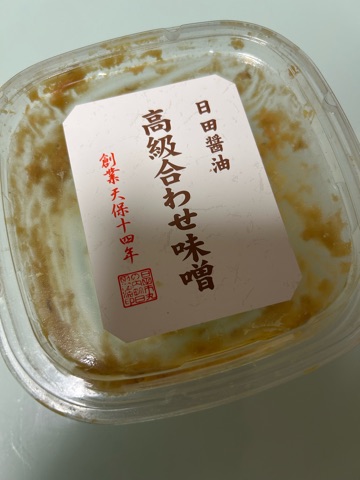 日田醤油
高級合わせ味噌
創業天保十四年